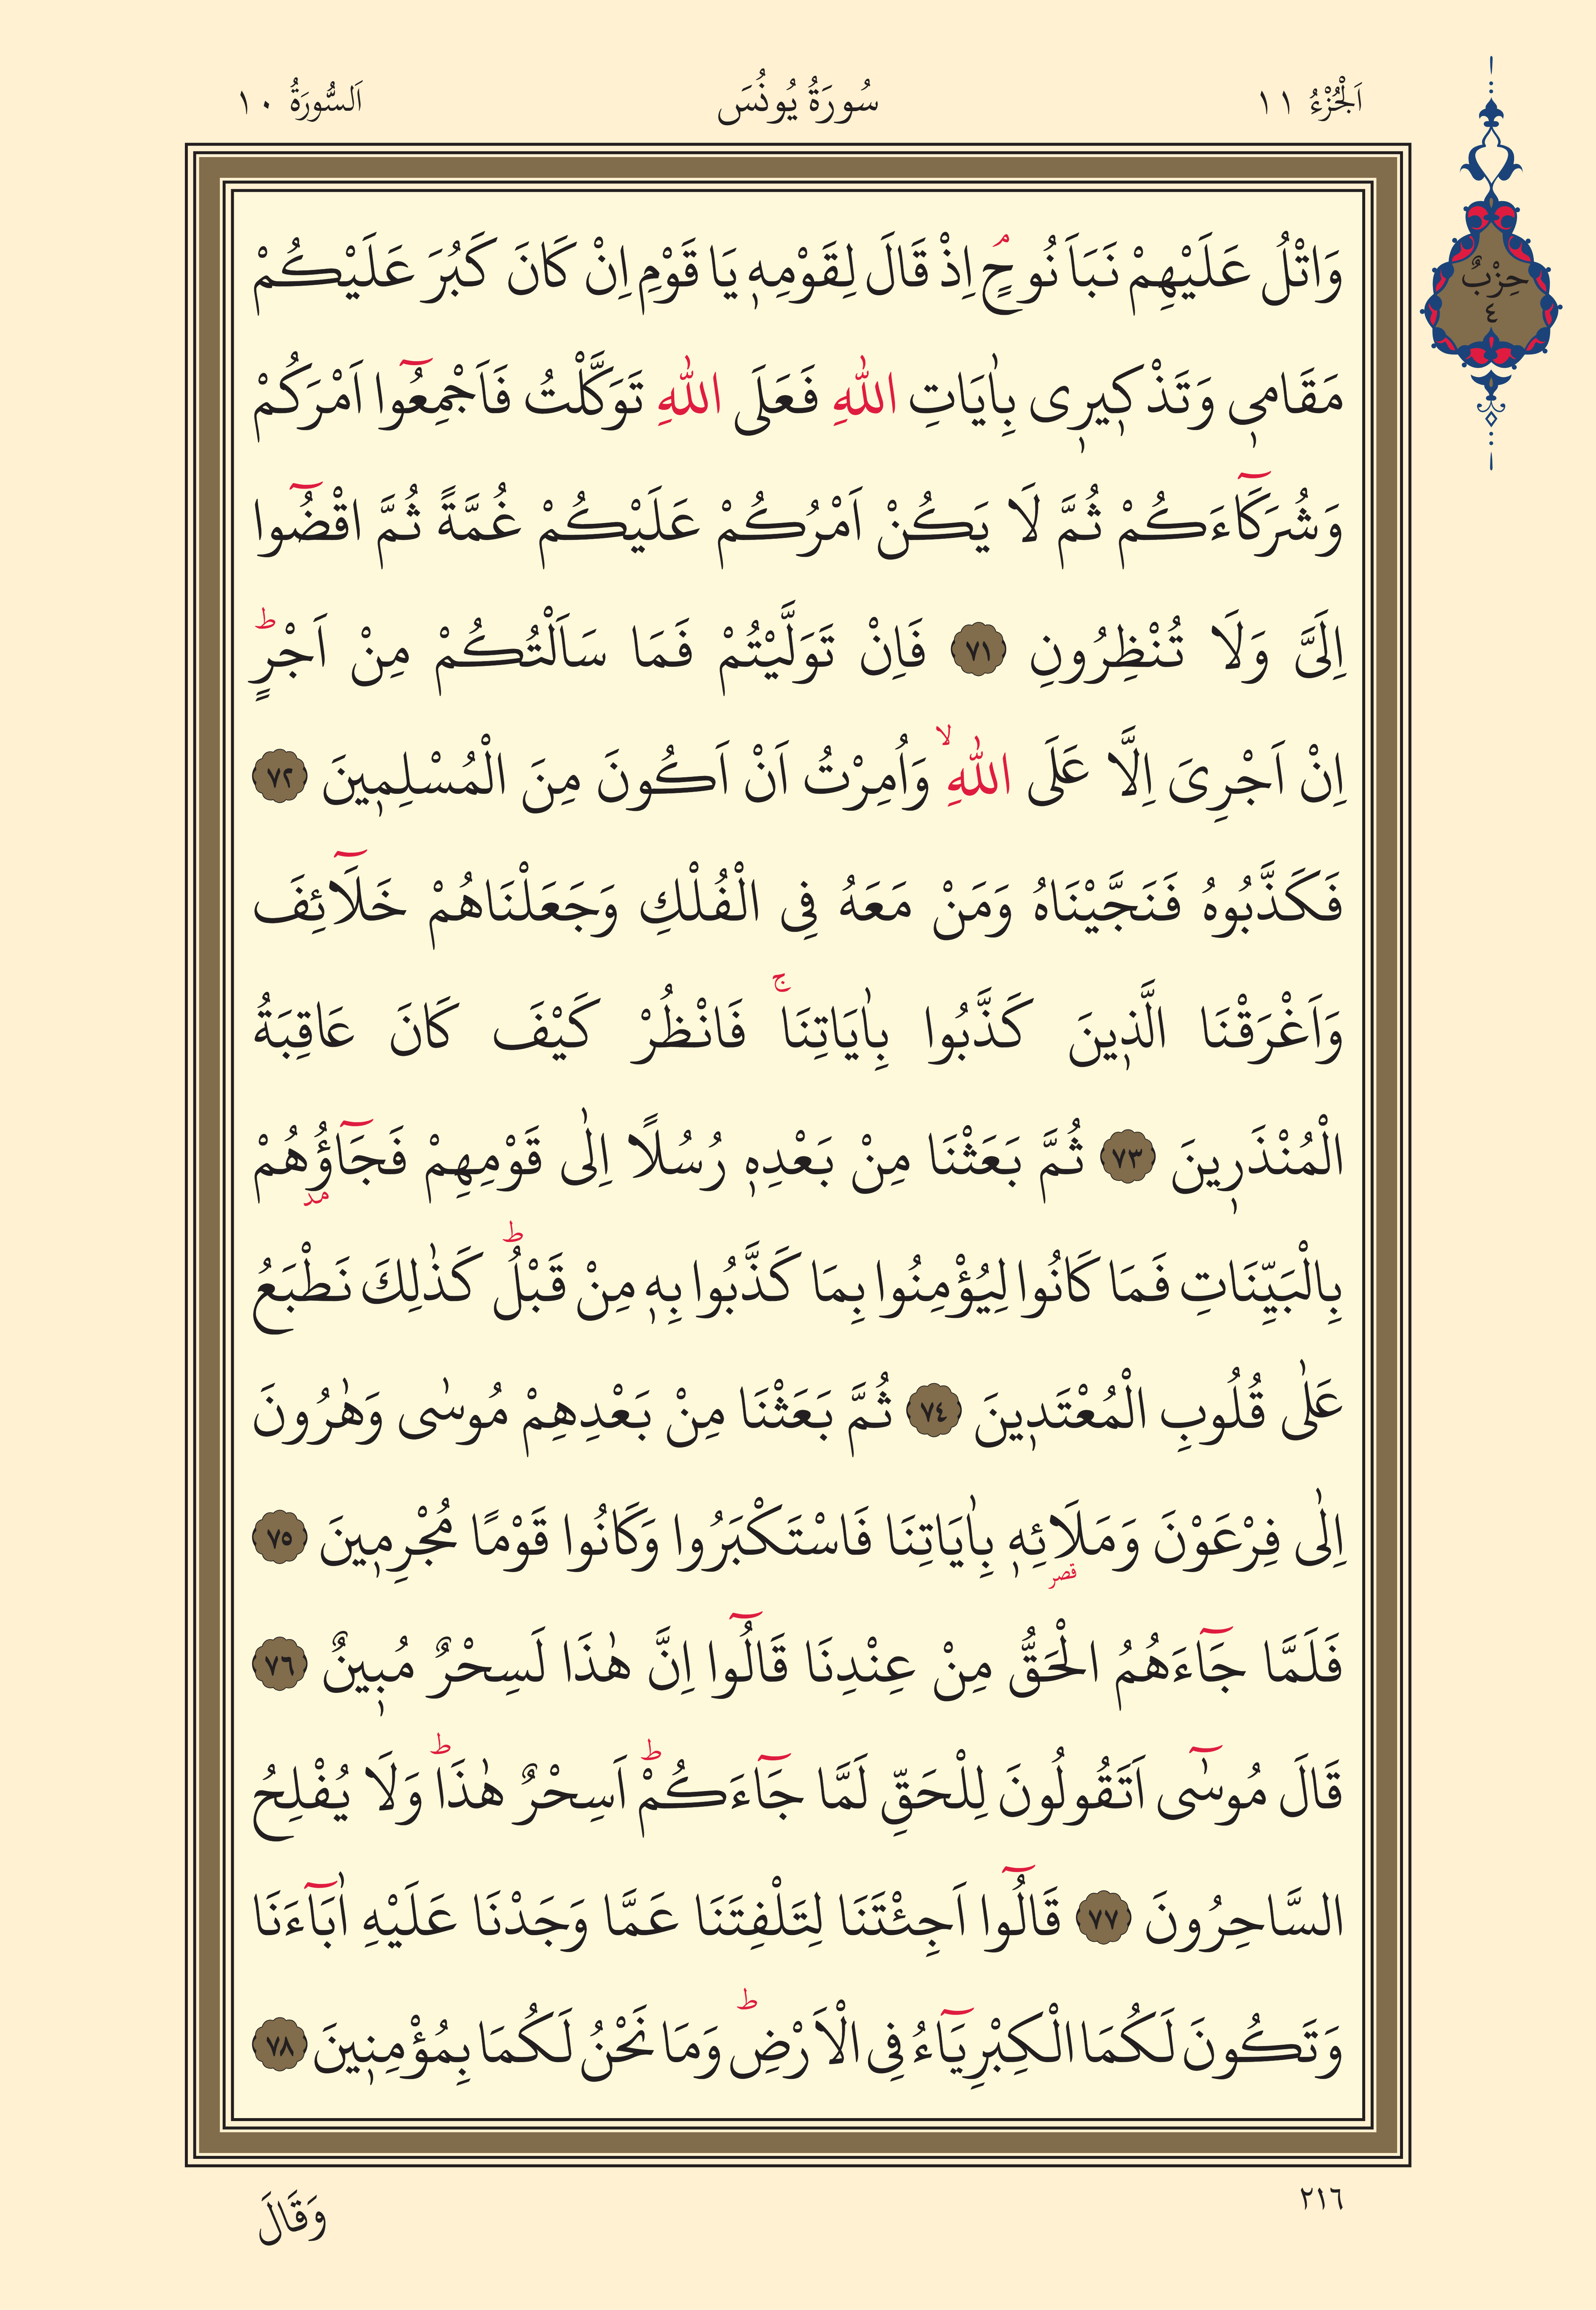 اَلْجُزْءُ ١١
سُورَةُ يُونُسَ
اَلسُّورَةُ ١٠
حِزْبٌ
٤
وَاتْلُ عَلَيْهِمْ نَبَاَ نُوحٍۢ اِذْ قَالَ لِقَوْمِه۪ يَا قَوْمِ اِنْ كَانَ كَبُرَ عَلَيْكُمْ
مَقَام۪ي وَتَذْك۪ير۪ي بِاٰيَاتِ اللّٰهِ فَعَلَى اللّٰهِ تَوَكَّلْتُ فَاَجْمِعُٓوا اَمْرَكُمْ
وَشُرَكَٓاءَكُمْ ثُمَّ لَا يَكُنْ اَمْرُكُمْ عَلَيْكُمْ غُمَّةً ثُمَّ اقْضُٓوا
اِلَيَّ وَلَا تُنْظِرُونِ ﴿٧١﴾ فَاِنْ تَوَلَّيْتُمْ فَمَا سَاَلْتُكُمْ مِنْ اَجْرٍؕ
اِنْ اَجْرِيَ اِلَّا عَلَى اللّٰهِۙ وَاُمِرْتُ اَنْ اَكُونَ مِنَ الْمُسْلِم۪ينَ ﴿٧٢﴾
فَكَذَّبُوهُ فَنَجَّيْنَاهُ وَمَنْ مَعَهُ فِي الْفُلْكِ وَجَعَلْنَاهُمْ خَلَٓائِفَ
وَاَغْرَقْنَا الَّذ۪ينَ كَذَّبُوا بِاٰيَاتِنَاۚ فَانْظُرْ كَيْفَ كَانَ عَاقِبَةُ
الْمُنْذَر۪ينَ ﴿٧٣﴾ ثُمَّ بَعَثْنَا مِنْ بَعْدِه۪ رُسُلًا اِلٰى قَوْمِهِمْ فَجَٓاؤُ۫هُمْ
مد
بِالْبَيِّنَاتِ فَمَا كَانُوا لِيُؤْمِنُوا بِمَا كَذَّبُوا بِه۪ مِنْ قَبْلُؕ كَذٰلِكَ نَطْبَعُ
عَلٰى قُلُوبِ الْمُعْتَد۪ينَ ﴿٧٤﴾ ثُمَّ بَعَثْنَا مِنْ بَعْدِهِمْ مُوسٰى وَهٰرُونَ
اِلٰى فِرْعَوْنَ وَمَلَائِه۪ بِاٰيَاتِنَا فَاسْتَكْبَرُوا وَكَانُوا قَوْمًا مُجْرِم۪ينَ ﴿٧٥﴾
قصر
فَلَمَّا جَٓاءَهُمُ الْحَقُّ مِنْ عِنْدِنَا قَالُٓوا اِنَّ هٰذَا لَسِحْرٌ مُب۪ينٌ ﴿٧٦﴾
قَالَ مُوسٰٓى اَتَقُولُونَ لِلْحَقِّ لَمَّا جَٓاءَكُمْؕ اَسِحْرٌ هٰذَاؕ وَلَا يُفْلِحُ
السَّاحِرُونَ ﴿٧٧﴾ قَالُٓوا اَجِئْتَنَا لِتَلْفِتَنَا عَمَّا وَجَدْنَا عَلَيْهِ اٰبَٓاءَنَا
وَتَكُونَ لَكُمَا الْكِبْرِيَٓاءُ فِي الْاَرْضِؕ وَمَا نَحْنُ لَكُمَا بِمُؤْمِن۪ينَ ﴿٧٨﴾
٢١٦
وَقَالَ